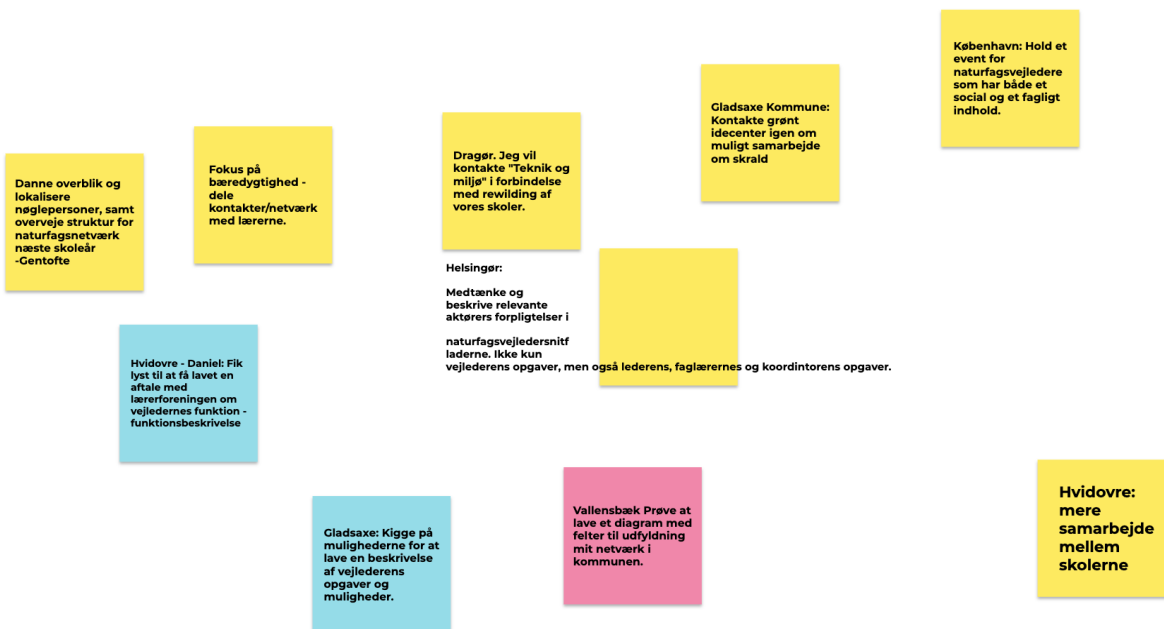 København: Hold et
event for
naturfagsvejledere
som har både et
social og et fagligt
indhold.
Gladsaxe Kommune:
Kontakte grønt
idecenter igen om
muligt samarbejde
om skrald
Dragør. Jeg vil
kontakte "Teknik og
miljø" i forbindelse
med rewilding af
vores skoler.
Fokus på
bæredygtighed -
dele
kontakter/netværk
med lærerne.
Danne overblik og
lokalisere
nøglepersoner, samt
overveje struktur for
naturfagsnetværk
næste skoleår
-Gentofte
Helsingør:
Medtænke og
beskrive relevante
aktørers forpligtelser i
naturfagsvejledersnitf
laderne. Ikke kun
vejlederens opgaver, men også lederens, faglærernes og koordintorens opgaver.
Hvidovre - Daniel: Fik
lyst til at få lavet en
aftale med
lærerforeningen om
vejledernes funktion -
funktionsbeskrivelse
Gladsaxe: Kigge på
mulighederne for at
lave en beskrivelse
af vejlederens
opgaver og
muligheder.
Vallensbæk Prøve at
lave et diagram med
felter til udfyldning
mit netværk i
kommunen.
Hvidovre:
mere
samarbejde
mellem
skolerne